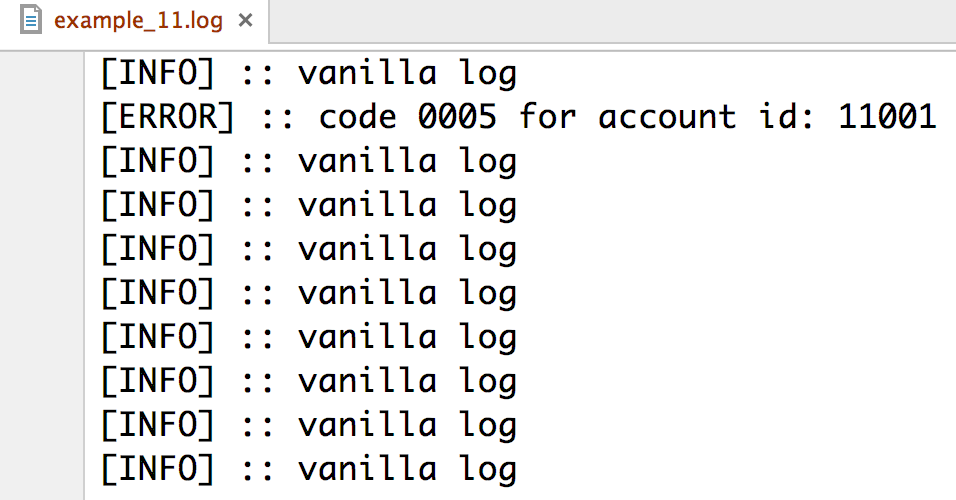 example_11.log ×
[INFO] :: vanilla log
[ERROR] :: code 0005 for account id: 11001
[INFO] :: vanilla log
[INFO] :: vanilla log
[INFO] :: vanilla log
[INFO] :: vanilla log
[INFO] :: vanilla log
[INFO] :: vanilla log
[INFO] :: vanilla log
[INFO] :: vanilla log